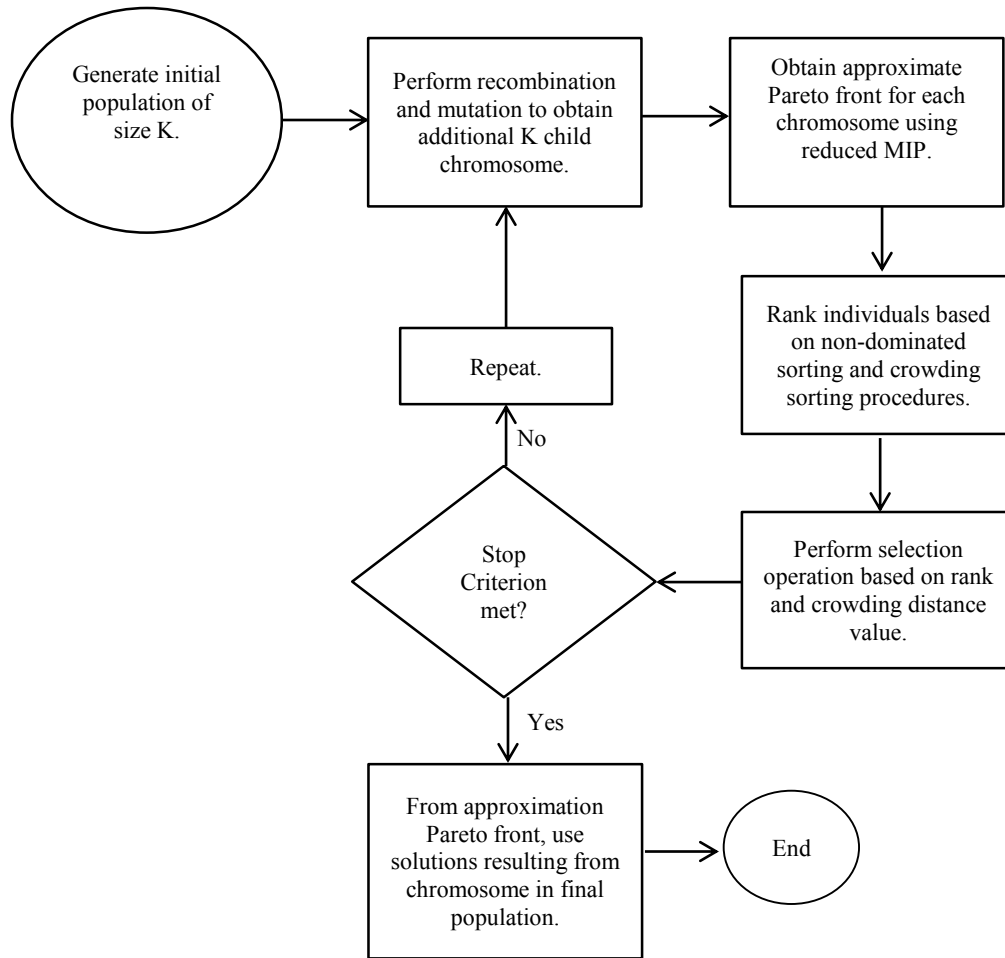 Generate initial
population of
size K.
Perform recombination
and mutation to obtain
additional K child
chromosome.
Obtain approximate
Pareto front for each
chromosome using
reduced MIP.
Rank individuals based
on non-dominated
sorting and crowding
sorting procedures.
Perform selection
operation based on rank
and crowding distance
value.
Stop
Criterion
met?
No
Repeat.
Yes
From approximation
Pareto front, use
solutions resulting from
chromosome in final
population.
End